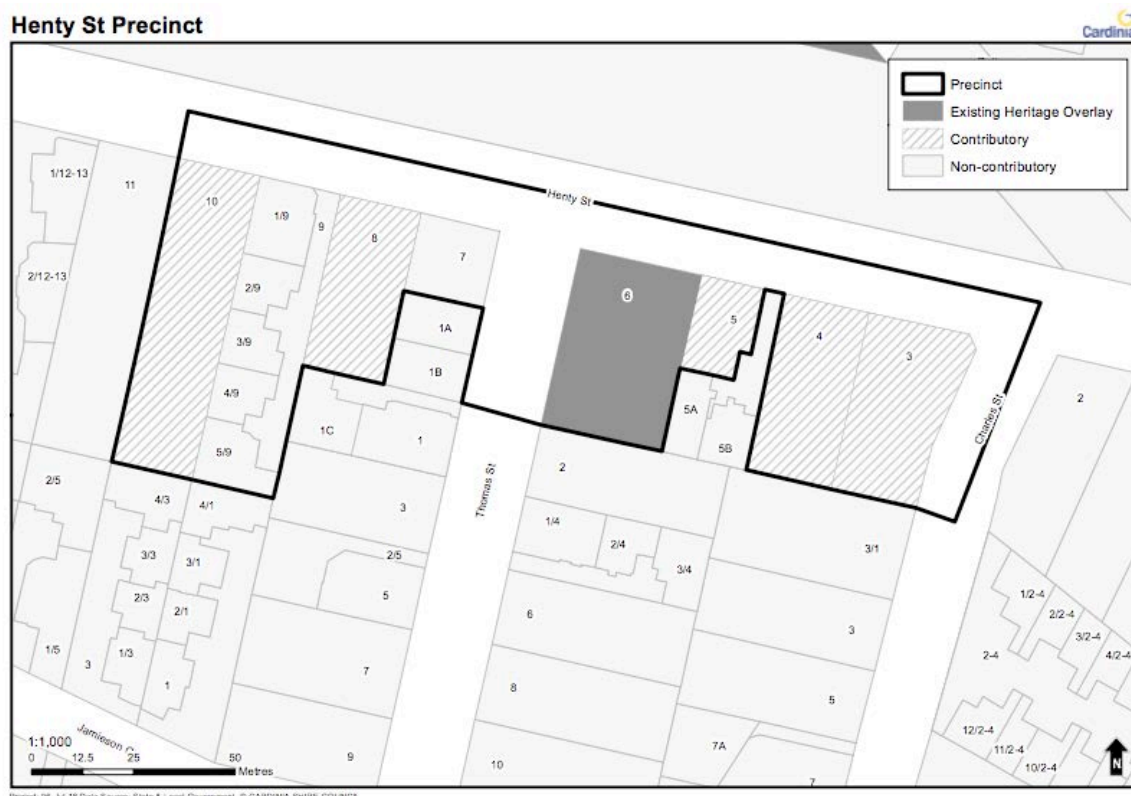 Henty St Precinct
Cardinia
Precinct
Existing Heritage Overlay
Contributory
Non-contributory
1/12-13
11
2/12-13
10
1/9
9
8
7
2/9
3/9
4/9
5/9
Henty St
6
5
4
3
1A
1B
1C
1
5A
5B
Charles St
2
2/5
4/3
4/1
3
2
Thomas St
3/3
3/1
2/5
1/4
2/4
3/4
3/1
2/3
2/1
5
6
3
1/2-4
2/2-4
3/2-4
4/2-4
1/5
3
1/3
1
7
8
5
2-4
Jamieson C
9
10
7A
7
12/2-4
11/2-4
10/2-4
1:1,000
0 12.5 25 50
Metres
N